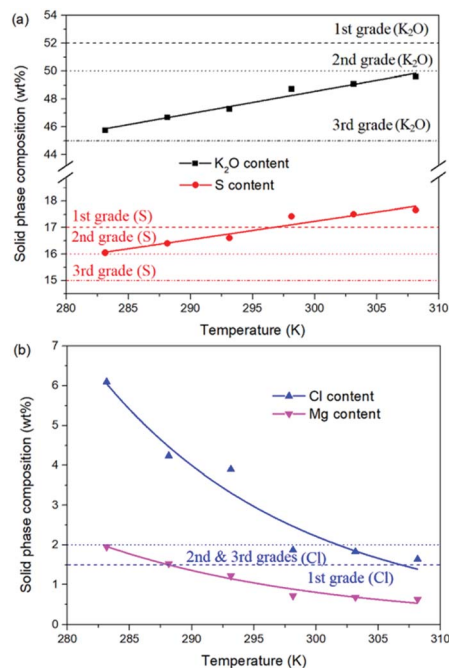 (a)
54
52
50
48
46
44
18
17
16
15
Solid phase composition (wt%)
1st grade (K₂O)
2nd grade (K₂O)
3rd grade (K₂O)
K₂O content
S content
1st grade (S)
2nd grade (S)
3rd grade (S)
280 285 290 295 300 305 310
Temperature (K)
(b)
7
6
5
4
3
2
1
0
Solid phase composition (wt%)
Cl content
Mg content
2nd & 3rd grades (Cl)
1st grade (Cl)
280 285 290 295 300 305 310
Temperature (K)